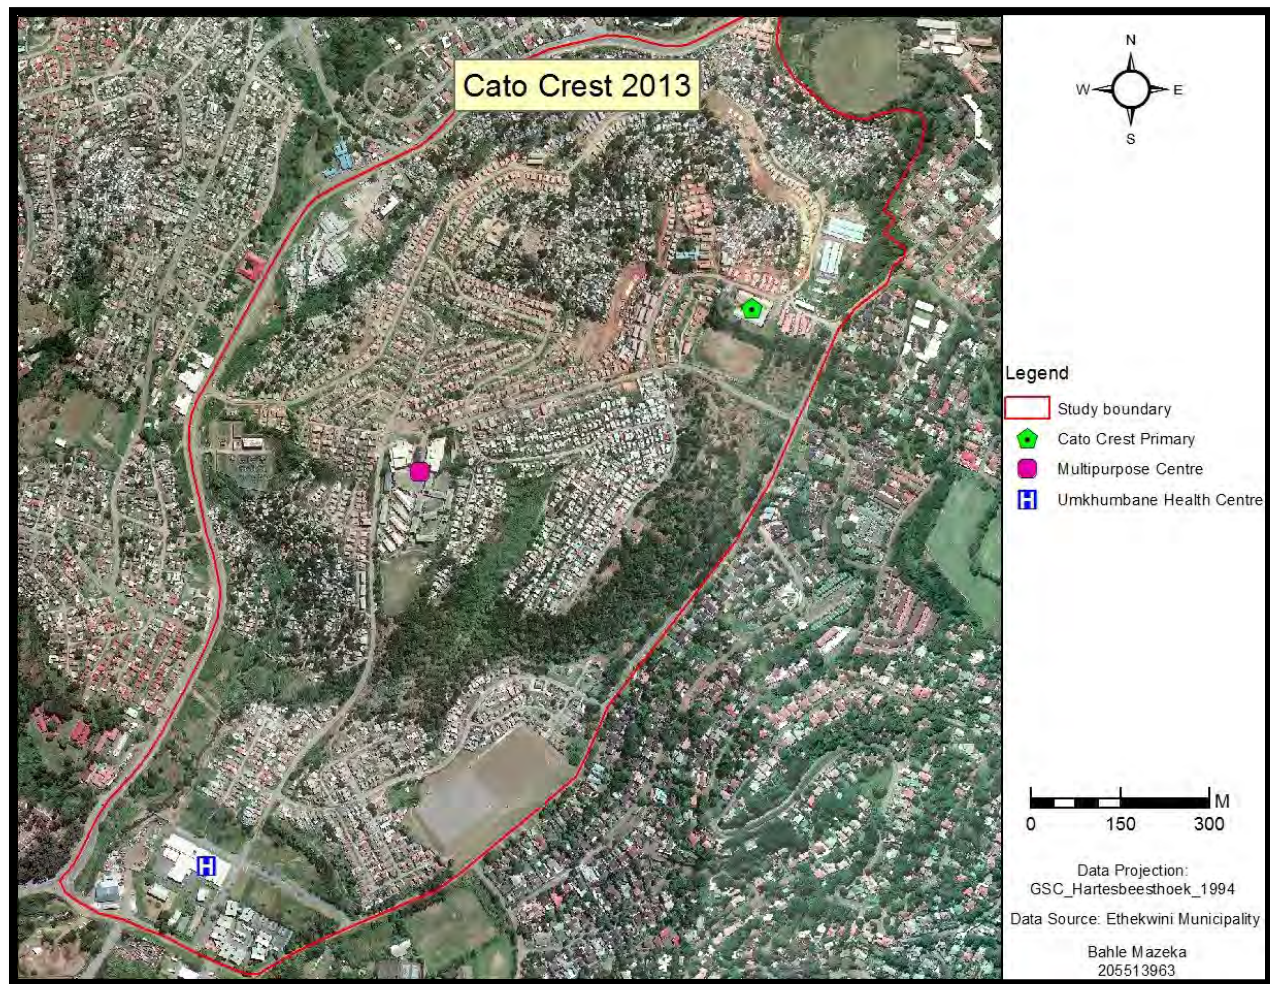 Cato Crest 2013
N
W E
S
Legend
Study boundary
Cato Crest Primary
Multipurpose Centre
H Umkhumbane Health Centre
H
M
0 150 300
Data Projection:
GSC_Hartesbeesthoek_1994
Data Source: Ethekwini Municipality
Bahle Mazeka
205513963